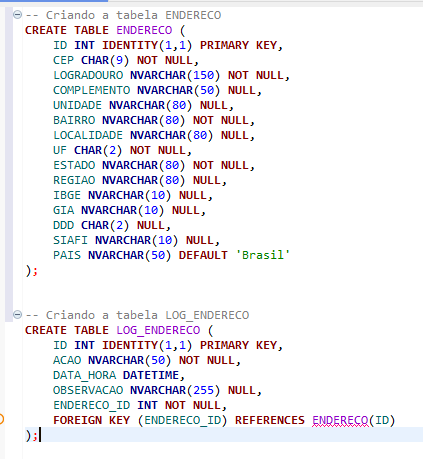 -- Criando a tabela ENDERECO
CREATE TABLE ENDERECO (
ID INT IDENTITY(1,1) PRIMARY KEY,
CEP CHAR(9) NOT NULL,
LOGRADOURO NVARCHAR(150) NOT NULL,
COMPLEMENTO NVARCHAR(50) NULL,
UNIDADE NVARCHAR(80) NULL,
BAIRRO NVARCHAR(80) NOT NULL,
LOCALIDADE NVARCHAR(80) NULL,
UF CHAR(2) NOT NULL,
ESTADO NVARCHAR(80) NOT NULL,
REGIAO NVARCHAR(80) NULL,
IBGE NVARCHAR(10) NULL,
GIA NVARCHAR(10) NULL,
DDD CHAR(2) NULL,
SIAFI NVARCHAR(10) NULL,
PAIS NVARCHAR(50) DEFAULT 'Brasil'
);
-- Criando a tabela LOG_ENDERECO
CREATE TABLE LOG_ENDERECO (
ID INT IDENTITY(1,1) PRIMARY KEY,
ACAO NVARCHAR(50) NOT NULL,
DATA_HORA DATETIME,
OBSERVACAO NVARCHAR(255) NULL,
ENDERECO_ID INT NOT NULL,
FOREIGN KEY (ENDERECO_ID) REFERENCES ENDERECO(ID)
);